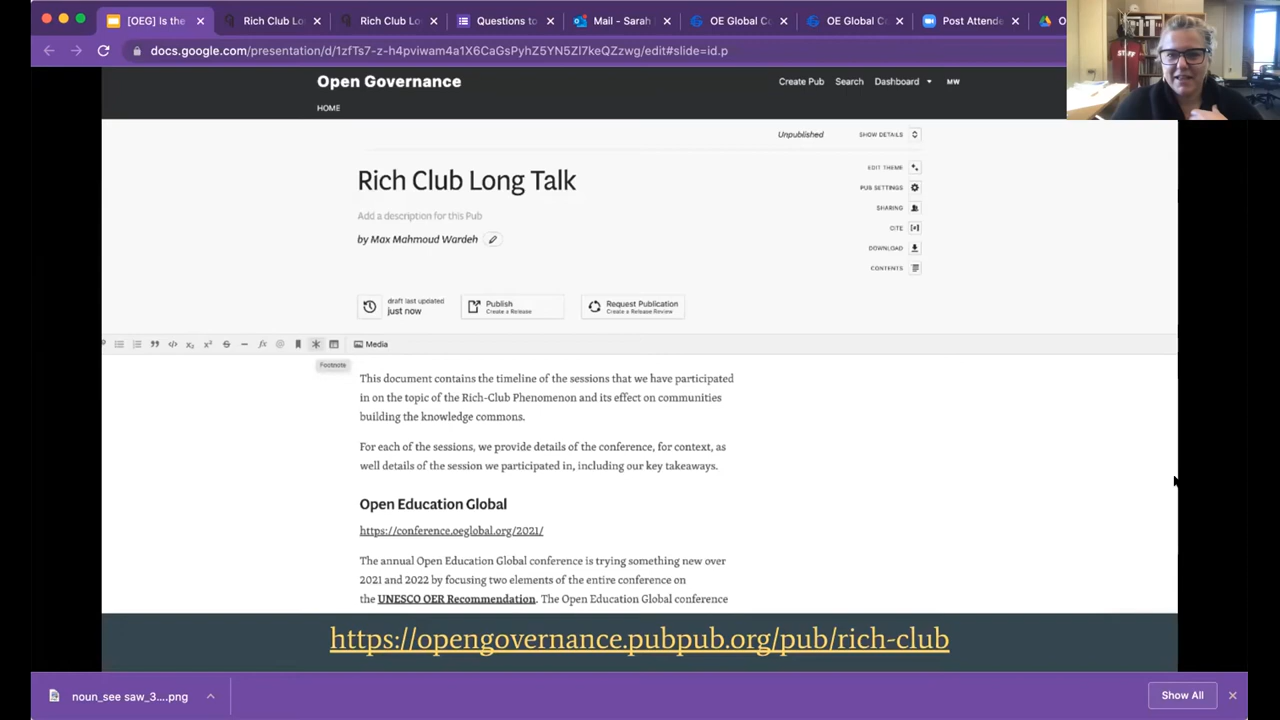 [OEG] Is the
Rich Club Lo
Rich Club Lo
Questions to
Mail – Sarah
OE Global Co
OE Global Co
Post Attende
O
docs.google.com/presentation/d/1zfTs7-z-h4pviwam4a1X6CaGsPyhZ5YN5ZI7keQZzwg/edit#slide=id.p
STAFF
Open Governance
Create Pub Search Dashboard MW
HOME
Unpublished
SHOW DETAILS
EDIT THEME
Rich Club Long Talk
PUB SETTINGS
SHARING
Add a description for this Pub
CITE
by Max Mahmoud Wardeh
DOWNLOAD
CONTENTS
draft last updated
just now
Publish
Create a Release
Request Publication
Create a Release Review
Media
Footnote
This document contains the timeline of the sessions that we have participated
in on the topic of the Rich-Club Phenomenon and its effect on communities
building the knowledge commons.
For each of the sessions, we provide details of the conference, for context, as
well details of the session we participated in, including our key takeaways.
Open Education Global
https://conference.oeglobal.org/2021/
The annual Open Education Global conference is trying something new over
2021 and 2022 by focusing two elements of the entire conference on
the UNESCO OER Recommendation. The Open Education Global conference
https://opengovernance.pubpub.org/pub/rich-club
noun_see saw_3....png
Show All